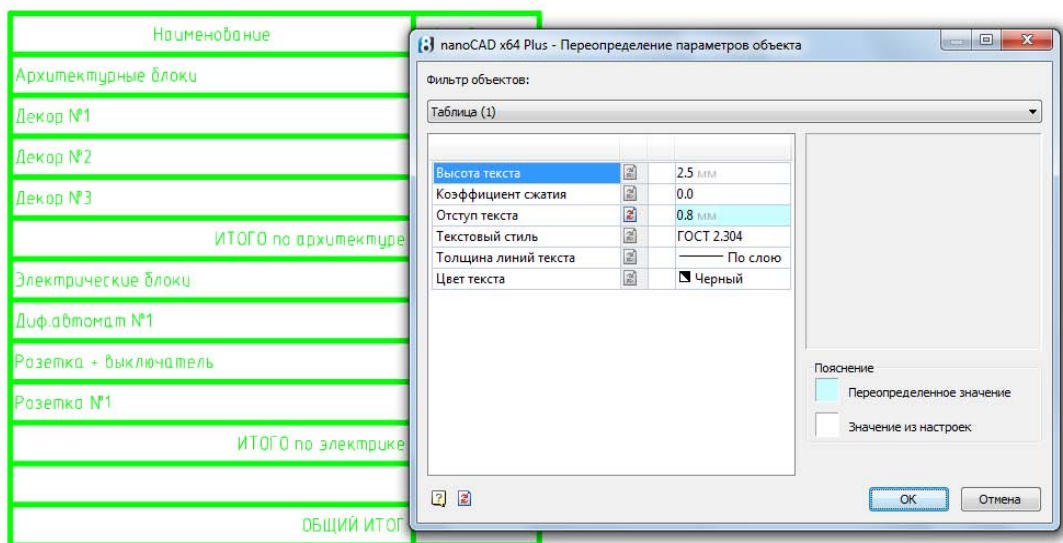 Наименование
Архитектурные блоки
Декор №1
Декор №2
Декор №3
ИТОГО по архитектуре
Электрические блоки
Диф.автомат №1
Розетка + выключатель
Розетка №1
ИТОГО по электрике
ОБЩИЙ ИТОГ
nanoCAD x64 Plus - Переопределение параметров объекта
Фильтр объектов:
Таблица (1)
Высота текста 2.5 мм
Коэффициент сжатия 0.0
Отступ текста 0.8 мм
Текстовый стиль ГОСТ 2.304
Толщина линий текста По слою
Цвет текста Черный
Пояснение
Переопределенное значение
Значение из настроек
ОК
Отмена